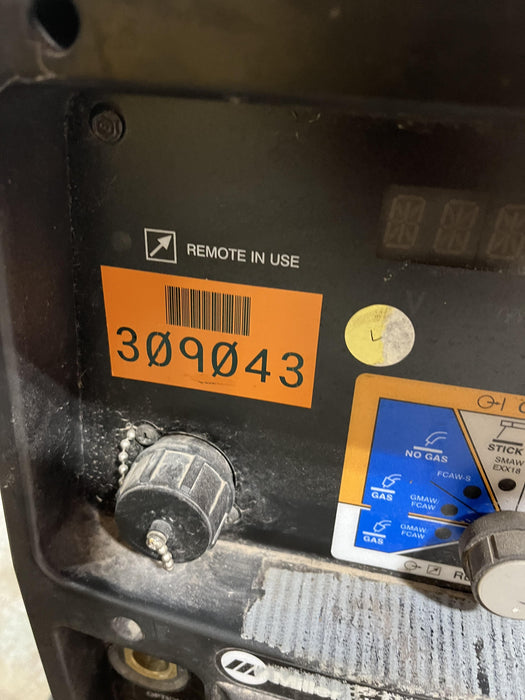 REMOTE IN USE
309043
V
NO GAS
FCAW-S
GAS
GMAW/
FCAW
GAS
GMAW/
FCAW
STICK
SMAW
EXX18